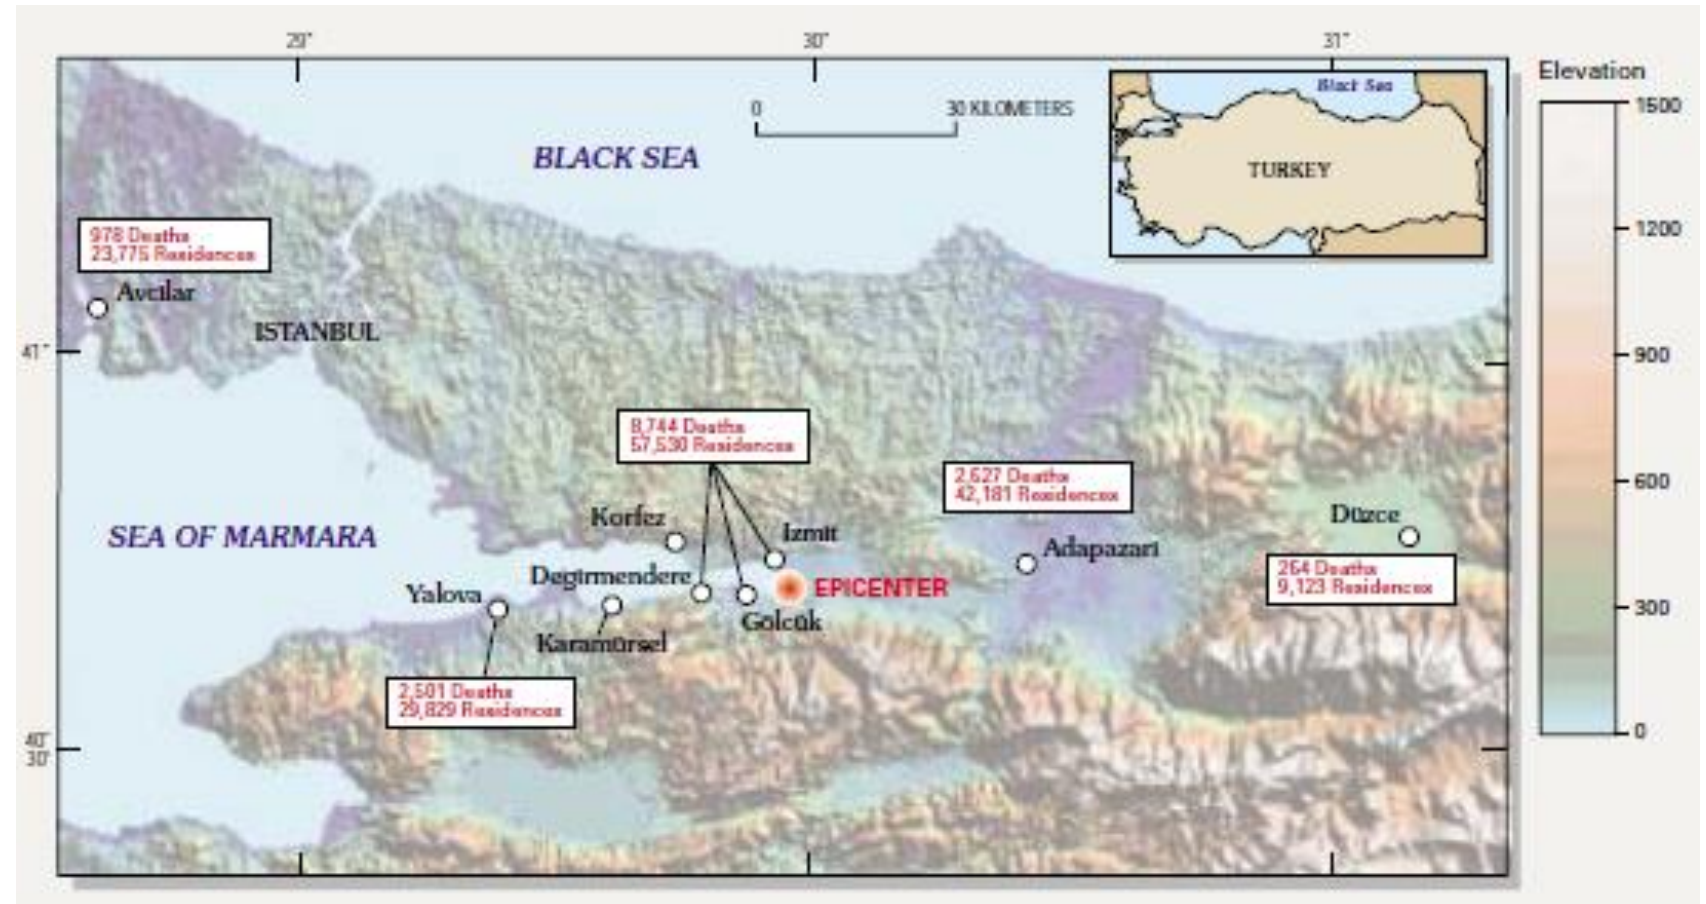 29°
30°
31°
Elevation
1500
1200
900
600
300
0
0
30 KILOMETERS
Black Sea
TURKEY
BLACK SEA
978 Deaths
23,775 Residences
Avcilar
ISTANBUL
41°
8,744 Deaths
57,530 Residences
2,627 Deaths
42,181 Residences
SEA OF MARMARA
Korfez
Izmit
Düzce
Adapazari
264 Deaths
9,123 Residences
Degirmendere
EPICENTER
Yalova
Gölcük
Karamürsel
2,501 Deaths
29,829 Residences
40°
30'